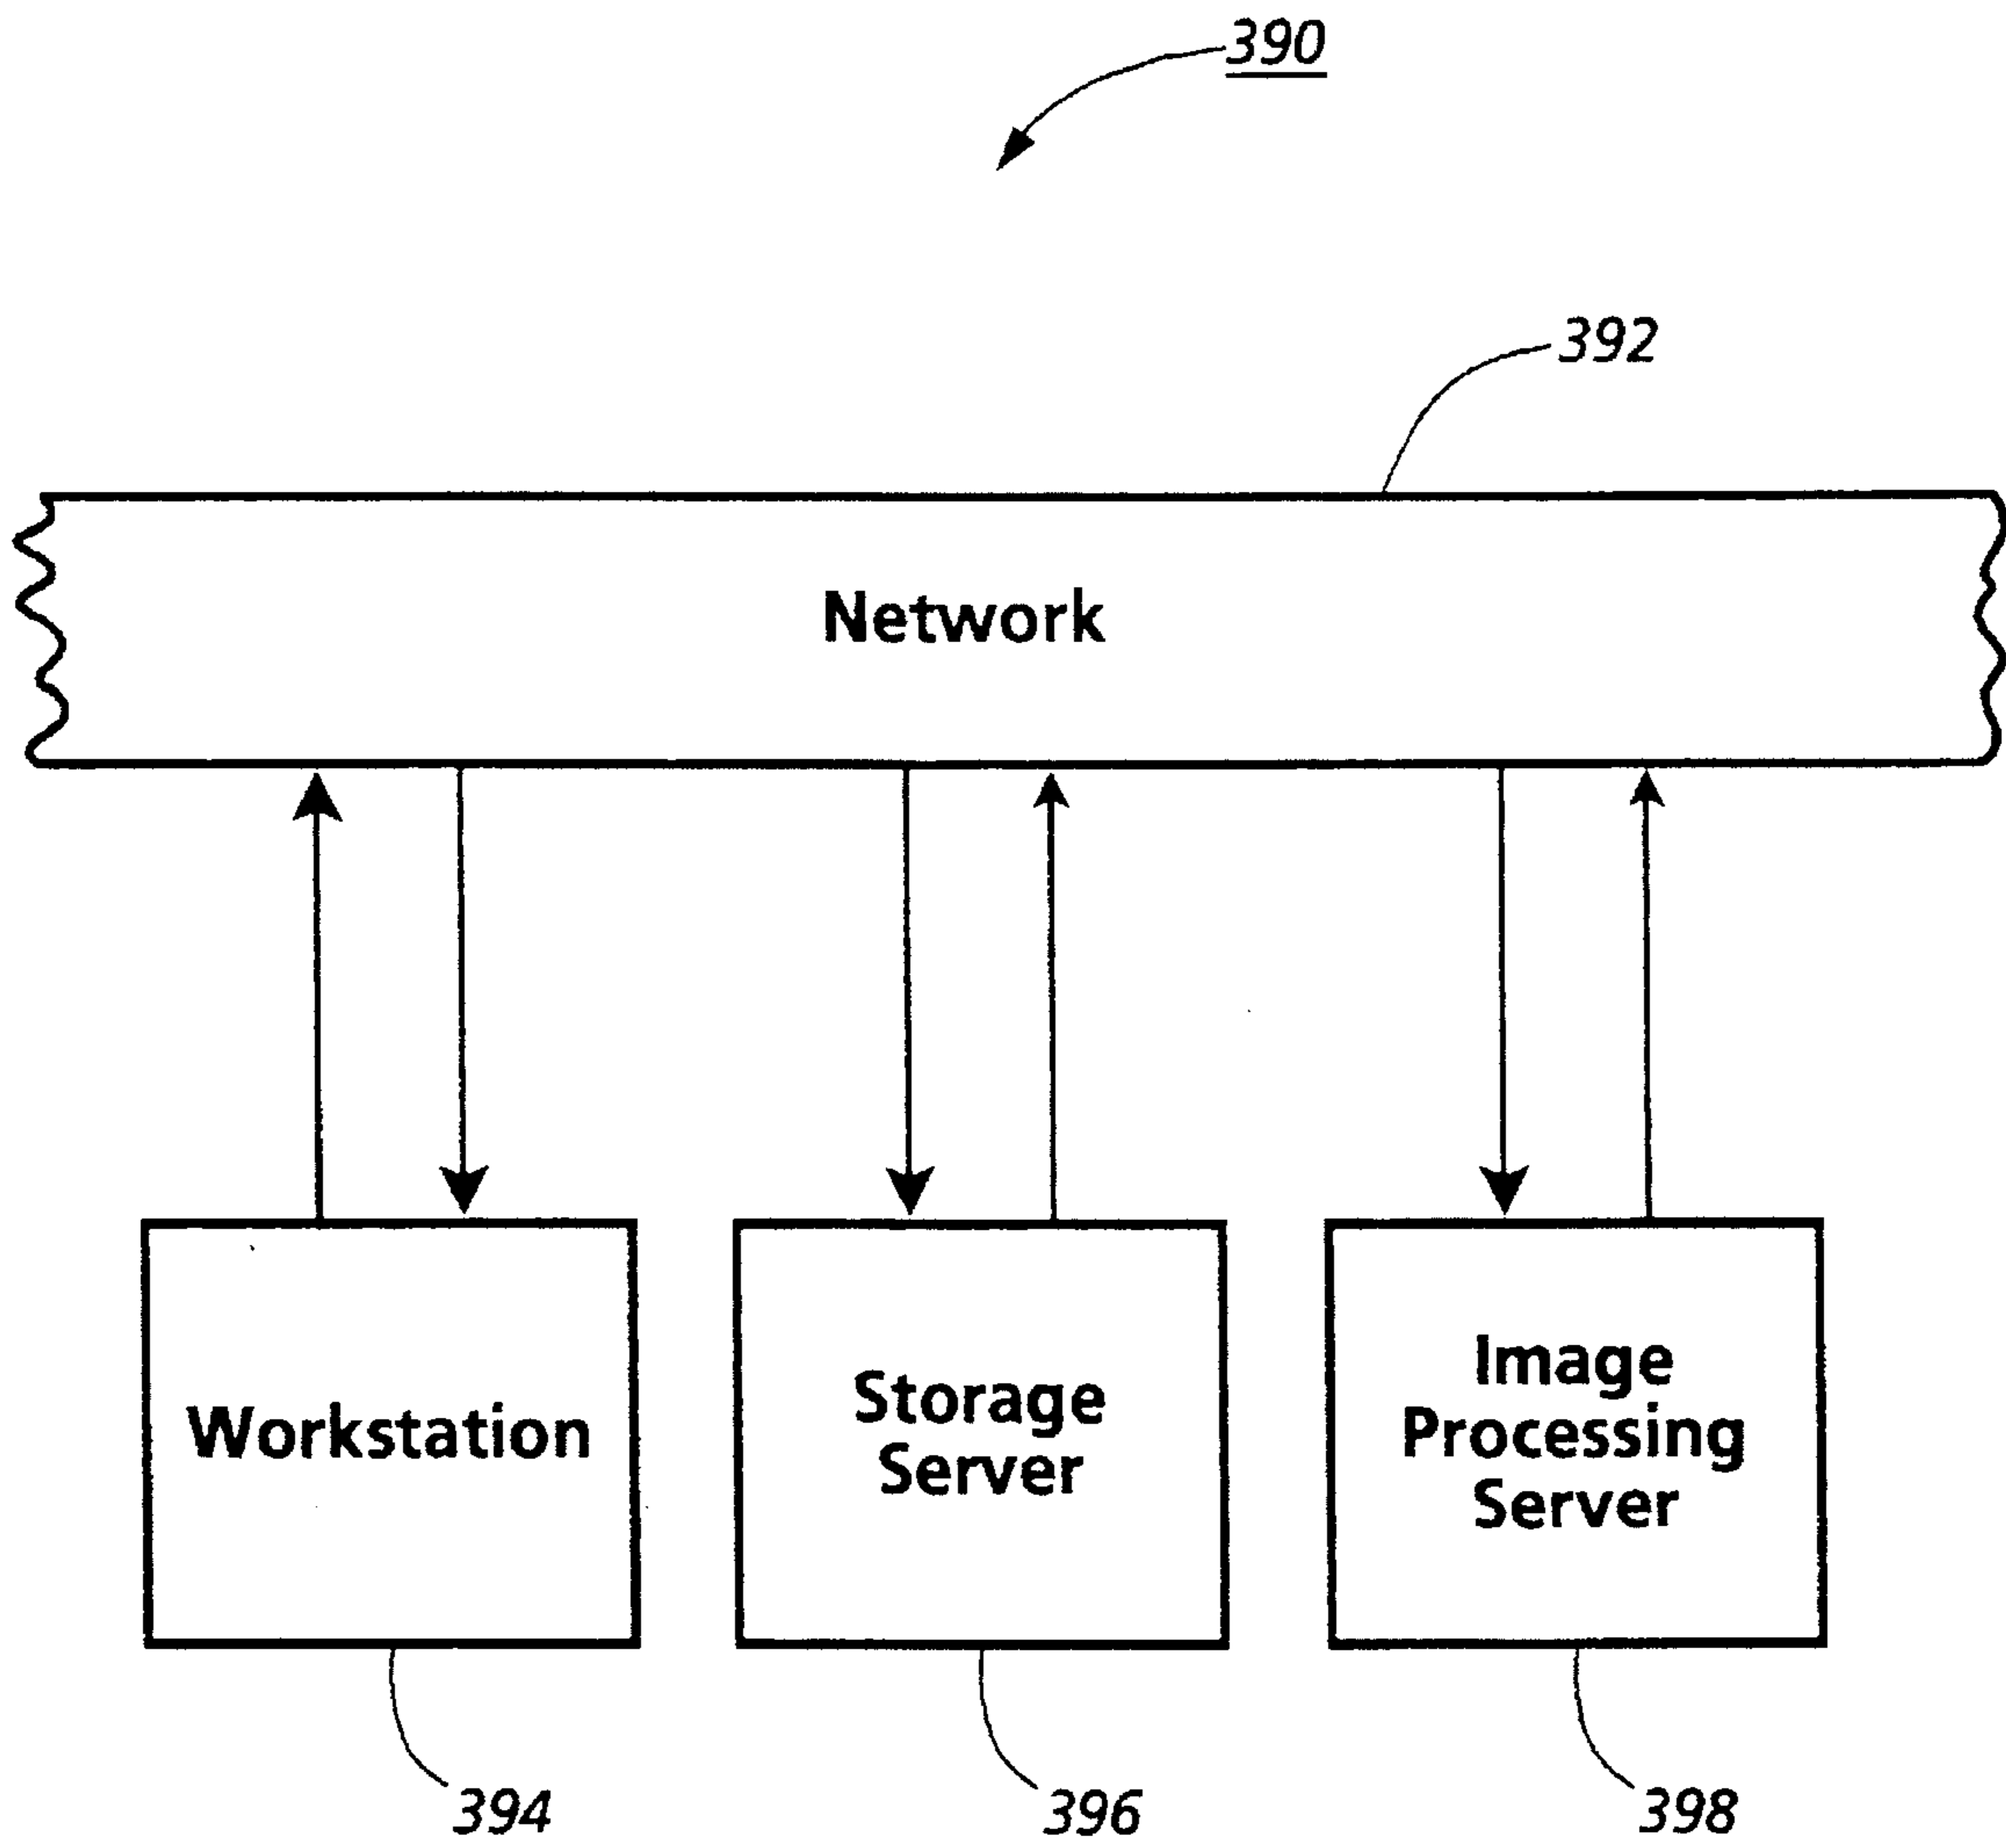 390
392
Network
Workstation
Storage
Server
Image
Processing
Server
394
396
398